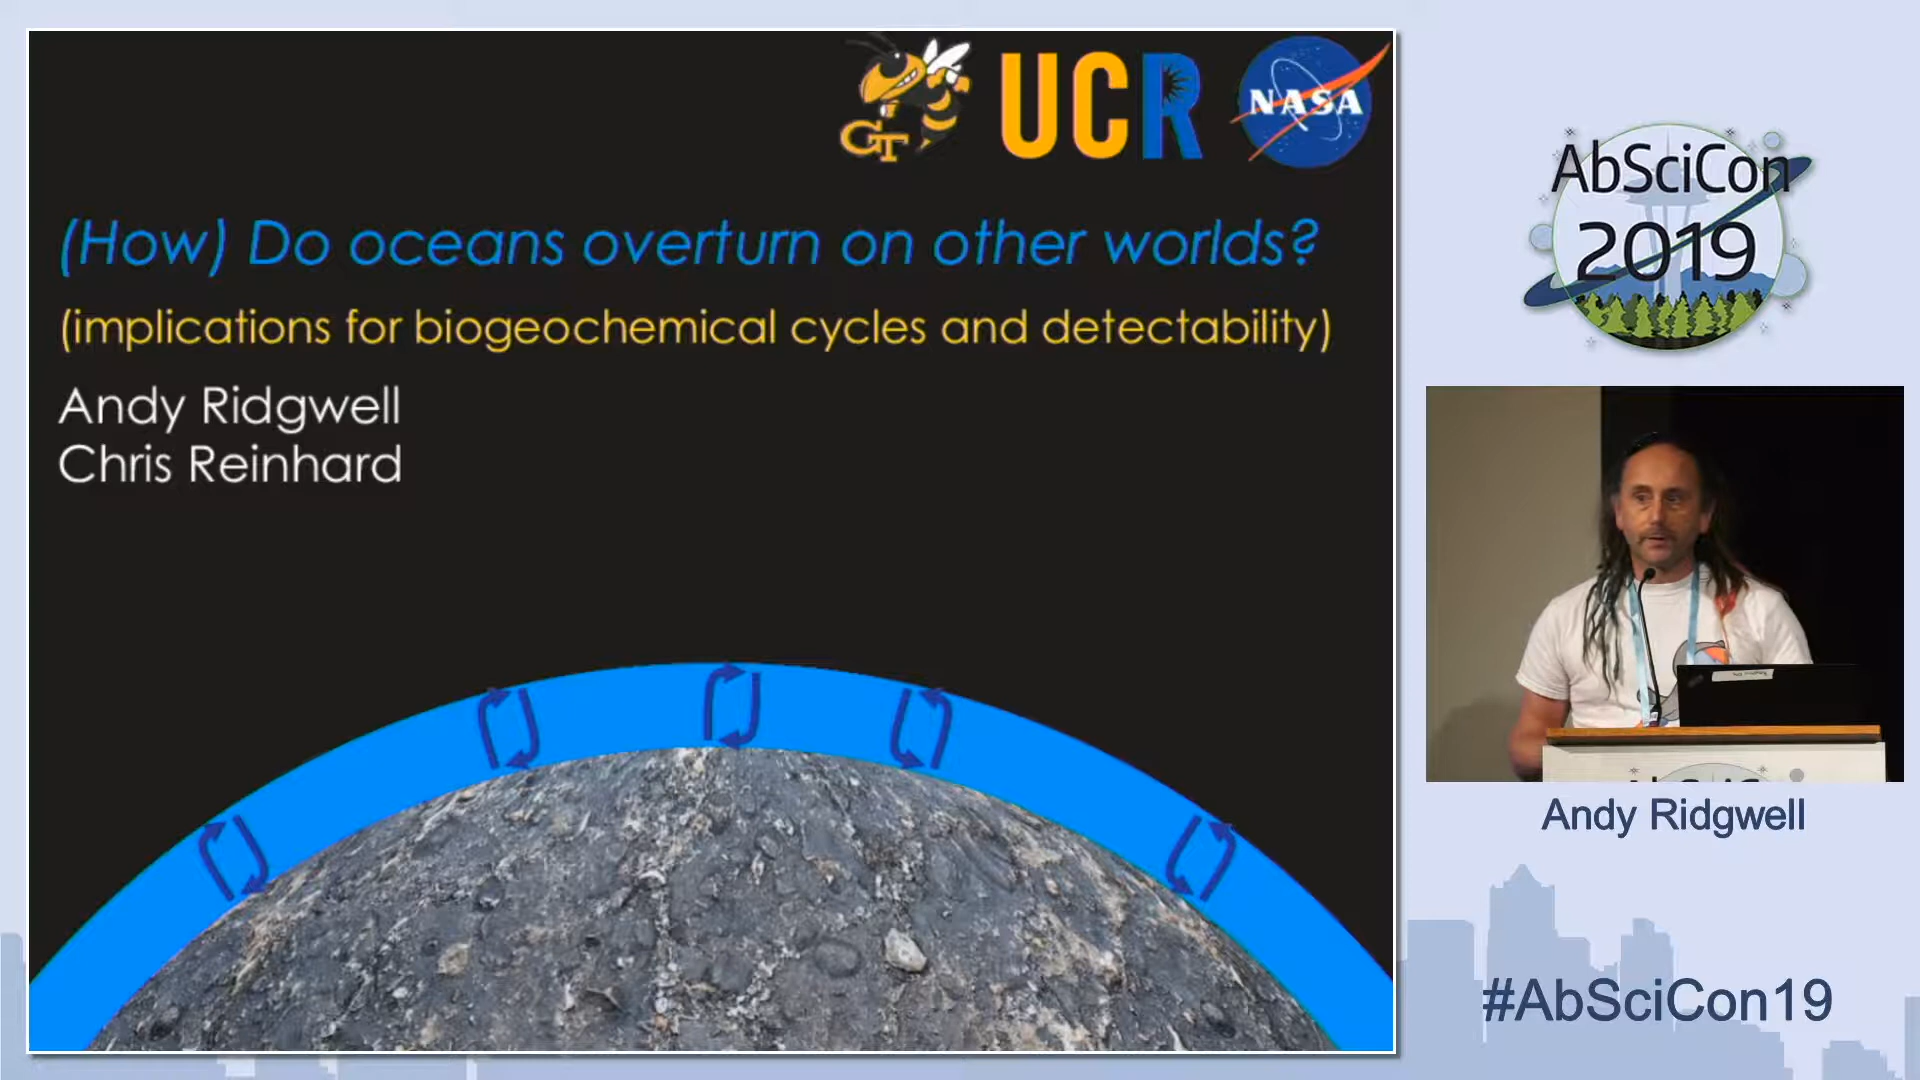 GT
UCR
NASA
(How) Do oceans overturn on other worlds?
(implications for biogeochemical cycles and detectability)
Andy Ridgwell
Chris Reinhard
AbSciCon
2019
Andy Ridgwell
#AbSciCon19